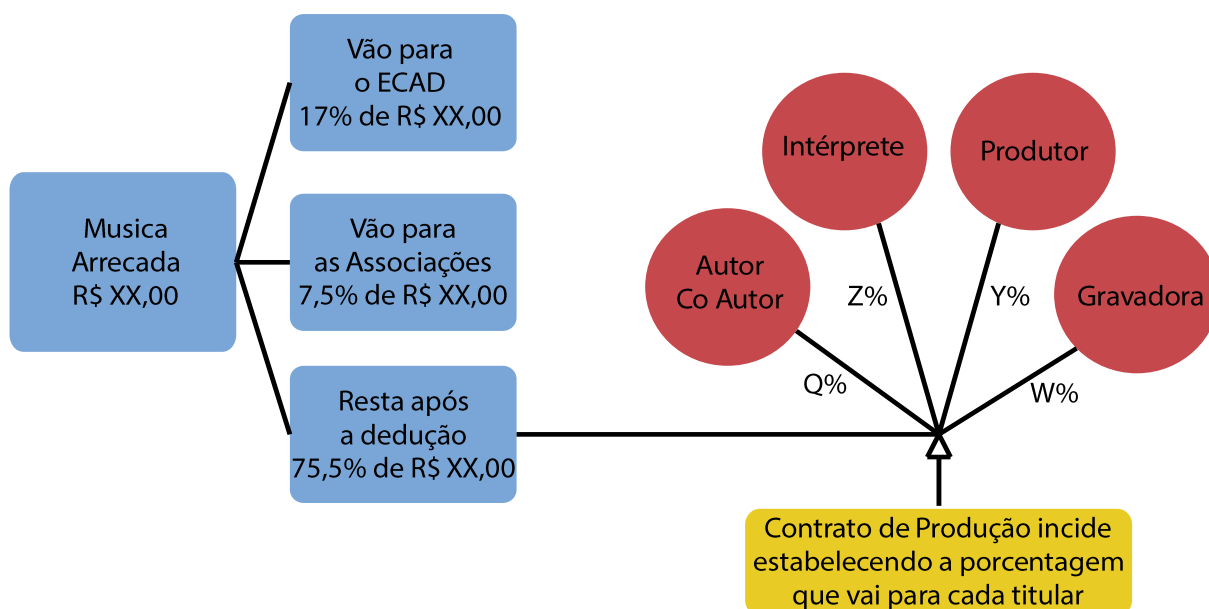 Musica
Arrecada
R$ XX,00
Vão para
o ECAD
17% de R$ XX,00
Vão para
as Associações
7,5% de R$ XX,00
Resta após
a dedução
75,5% de R$ XX,00
Autor
Co Autor
Intérprete
Produtor
Gravadora
Q%
Z%
Y%
W%
Contrato de Produção incide
estabelecendo a porcentagem
que vai para cada titular